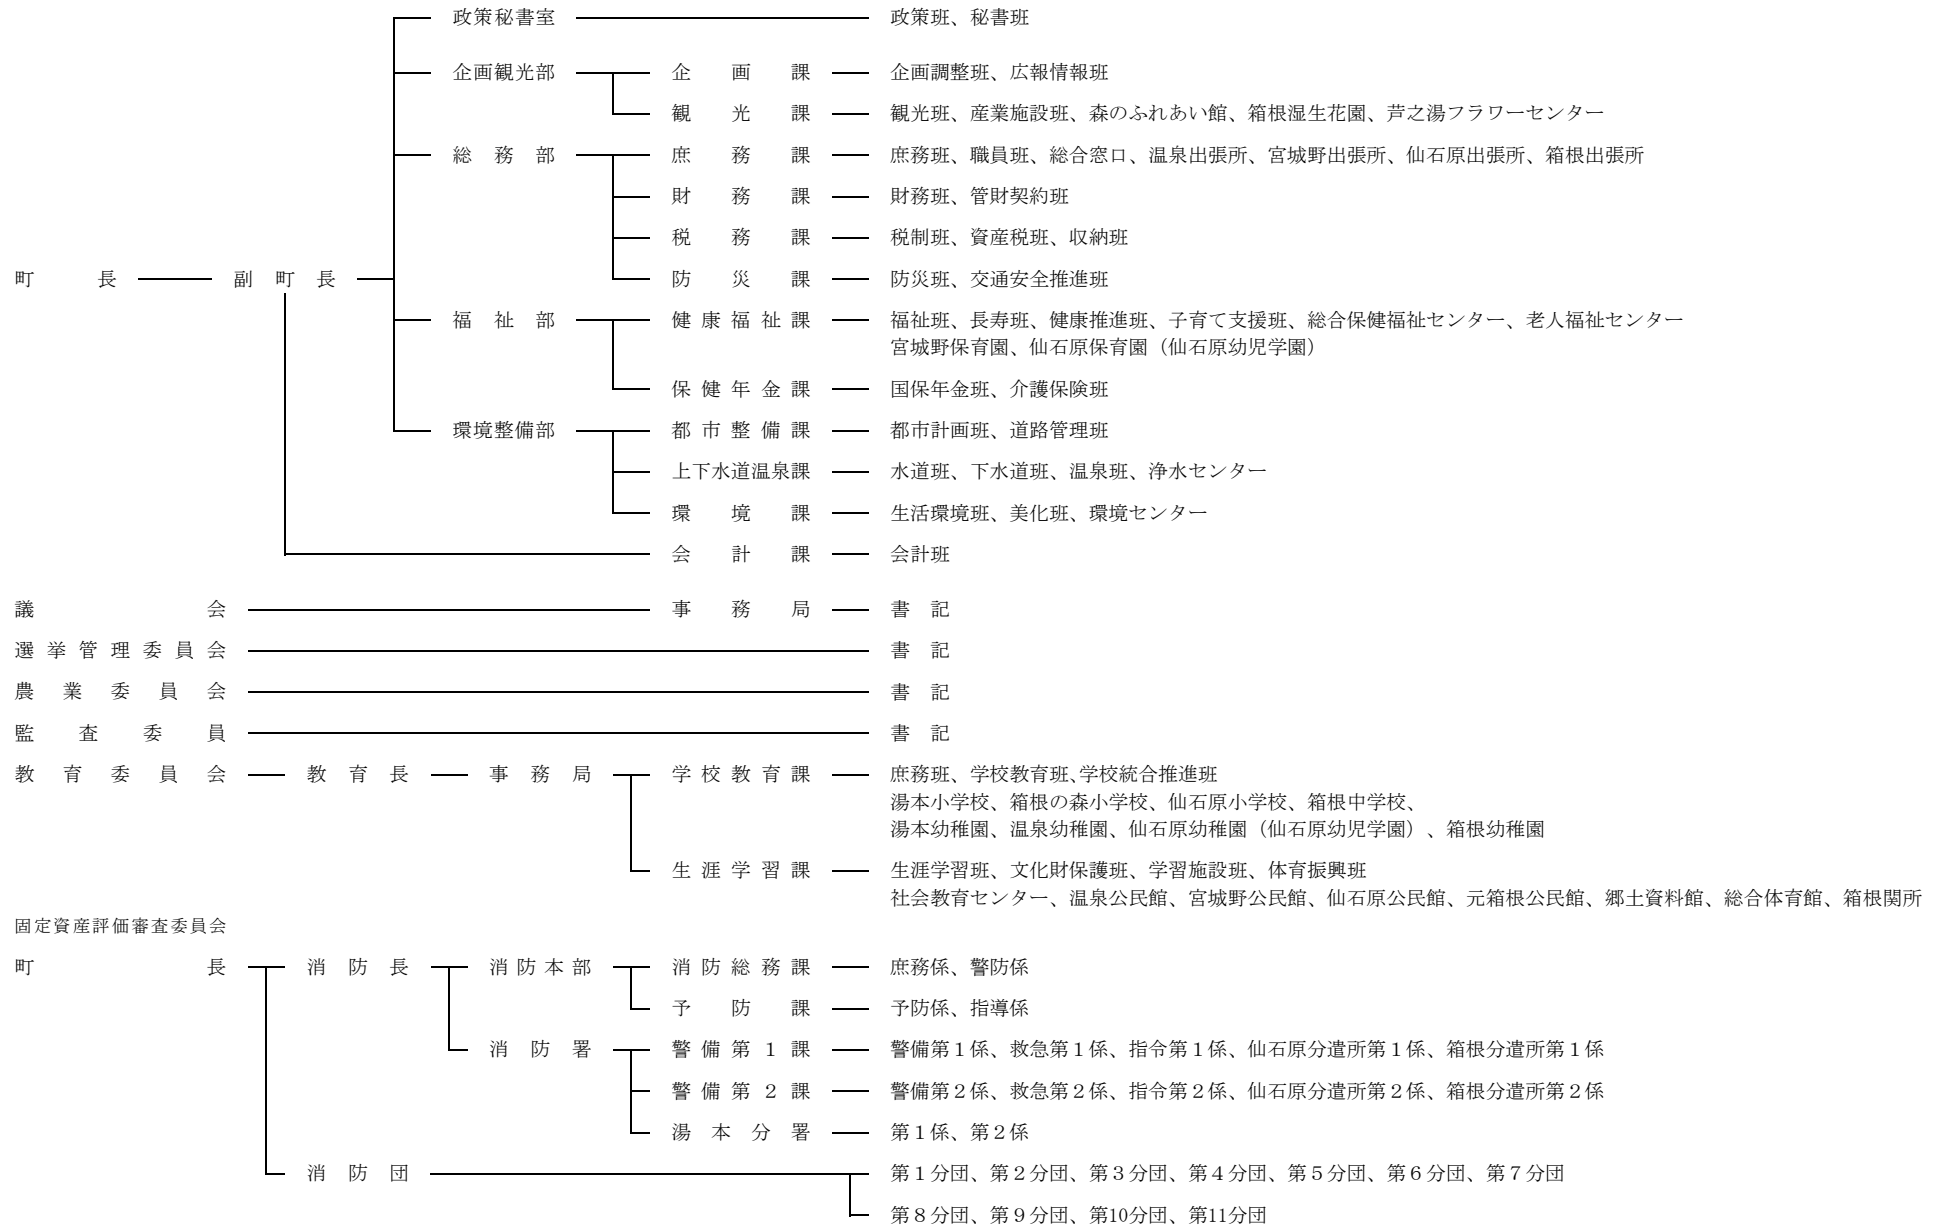 政策秘書室 政策班、秘書班
企画観光部 企画課 企画調整班、広報情報班
観光課 観光班、産業施設班、森のふれあい館、箱根湿生花園、芦之湯フラワーセンター
総務部 庶務課 庶務班、職員班、総合窓口、温泉出張所、宮城野出張所、仙石原出張所、箱根出張所
財務課 財務班、管財契約班
税務課 税制班、資産税班、収納班
町長 副町長 防災課 防災班、交通安全推進班
福祉部 健康福祉課 福祉班、長寿班、健康推進班、子育て支援班、総合保健福祉センター、老人福祉センター
宮城野保育園、仙石原保育園（仙石原幼児学園）
保健年金課 国保年金班、介護保険班
環境整備部 都市整備課 都市計画班、道路管理班
上下水道温泉課 水道班、下水道班、温泉班、浄水センター
環境課 生活環境班、美化班、環境センター
会計課 会計班
議会 事務局 書記
選挙管理委員会 書記
農業委員会 書記
監査委員 書記
教育委員会 教育長 事務局 学校教育課 庶務班、学校教育班、学校統合推進班
湯本小学校、箱根の森小学校、仙石原小学校、箱根中学校、
湯本幼稚園、温泉幼稚園、仙石原幼稚園（仙石原幼児学園）、箱根幼稚園
生涯学習課 生涯学習班、文化財保護班、学習施設班、体育振興班
社会教育センター、温泉公民館、宮城野公民館、仙石原公民館、元箱根公民館、郷土資料館、総合体育館、箱根関所
固定資産評価審査委員会
町長 消防長 消防本部 消防総務課 庶務係、警防係
予防課 予防係、指導係
消防署 警備第１課 警備第１係、救急第１係、指令第１係、仙石原分遣所第１係、箱根分遣所第１係
警備第２課 警備第２係、救急第２係、指令第２係、仙石原分遣所第２係、箱根分遣所第２係
湯本分署 第１係、第２係
消防団 第１分団、第２分団、第３分団、第４分団、第５分団、第６分団、第７分団
第８分団、第９分団、第10分団、第11分団